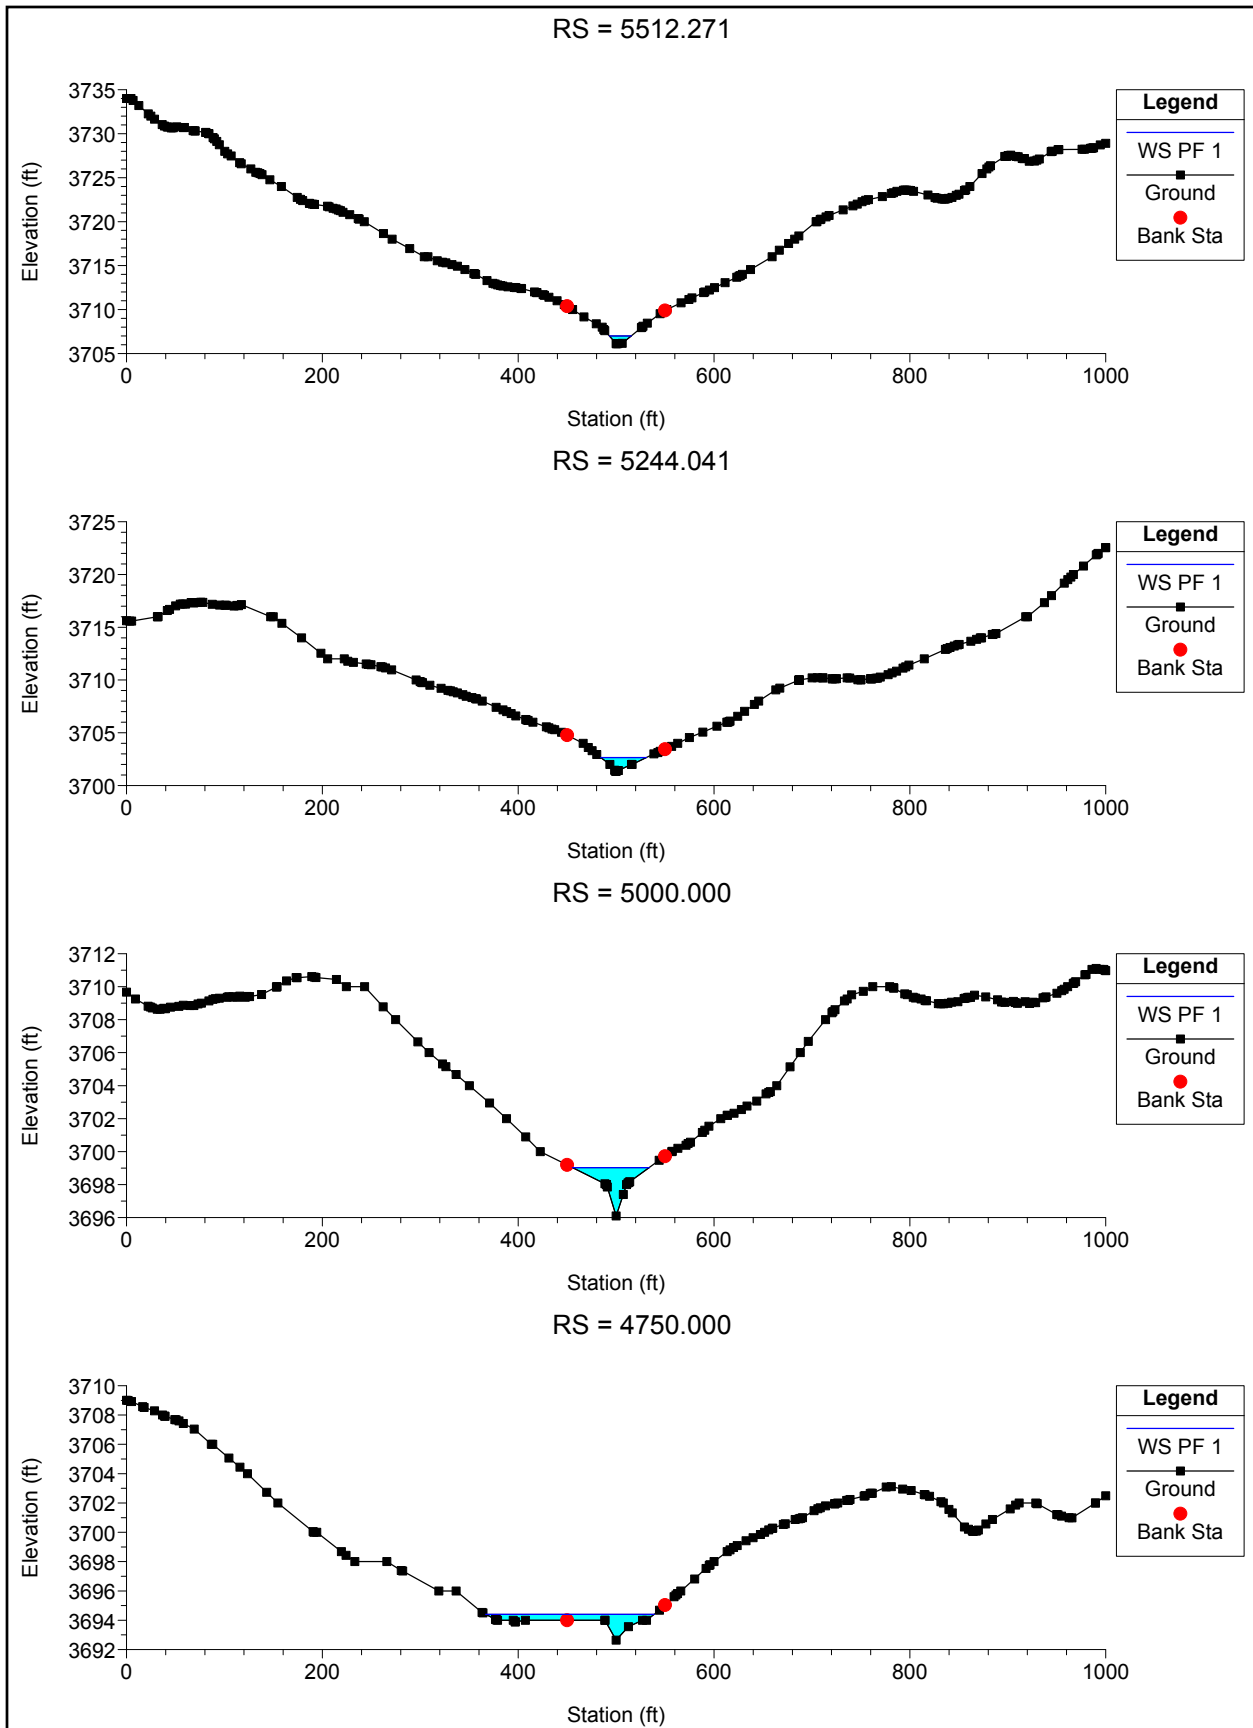 RS = 5512.271
3735
3730
3725
3720
3715
3710
3705
Elevation (ft)
0 200 400 600 800 1000
Station (ft)
Legend
WS PF 1
Ground
Bank Sta
RS = 5244.041
3725
3720
3715
3710
3705
3700
Elevation (ft)
0 200 400 600 800 1000
Station (ft)
Legend
WS PF 1
Ground
Bank Sta
RS = 5000.000
3712
3710
3708
3706
3704
3702
3700
3698
3696
Elevation (ft)
0 200 400 600 800 1000
Station (ft)
Legend
WS PF 1
Ground
Bank Sta
RS = 4750.000
3710
3708
3706
3704
3702
3700
3698
3696
3694
3692
Elevation (ft)
0 200 400 600 800 1000
Station (ft)
Legend
WS PF 1
Ground
Bank Sta